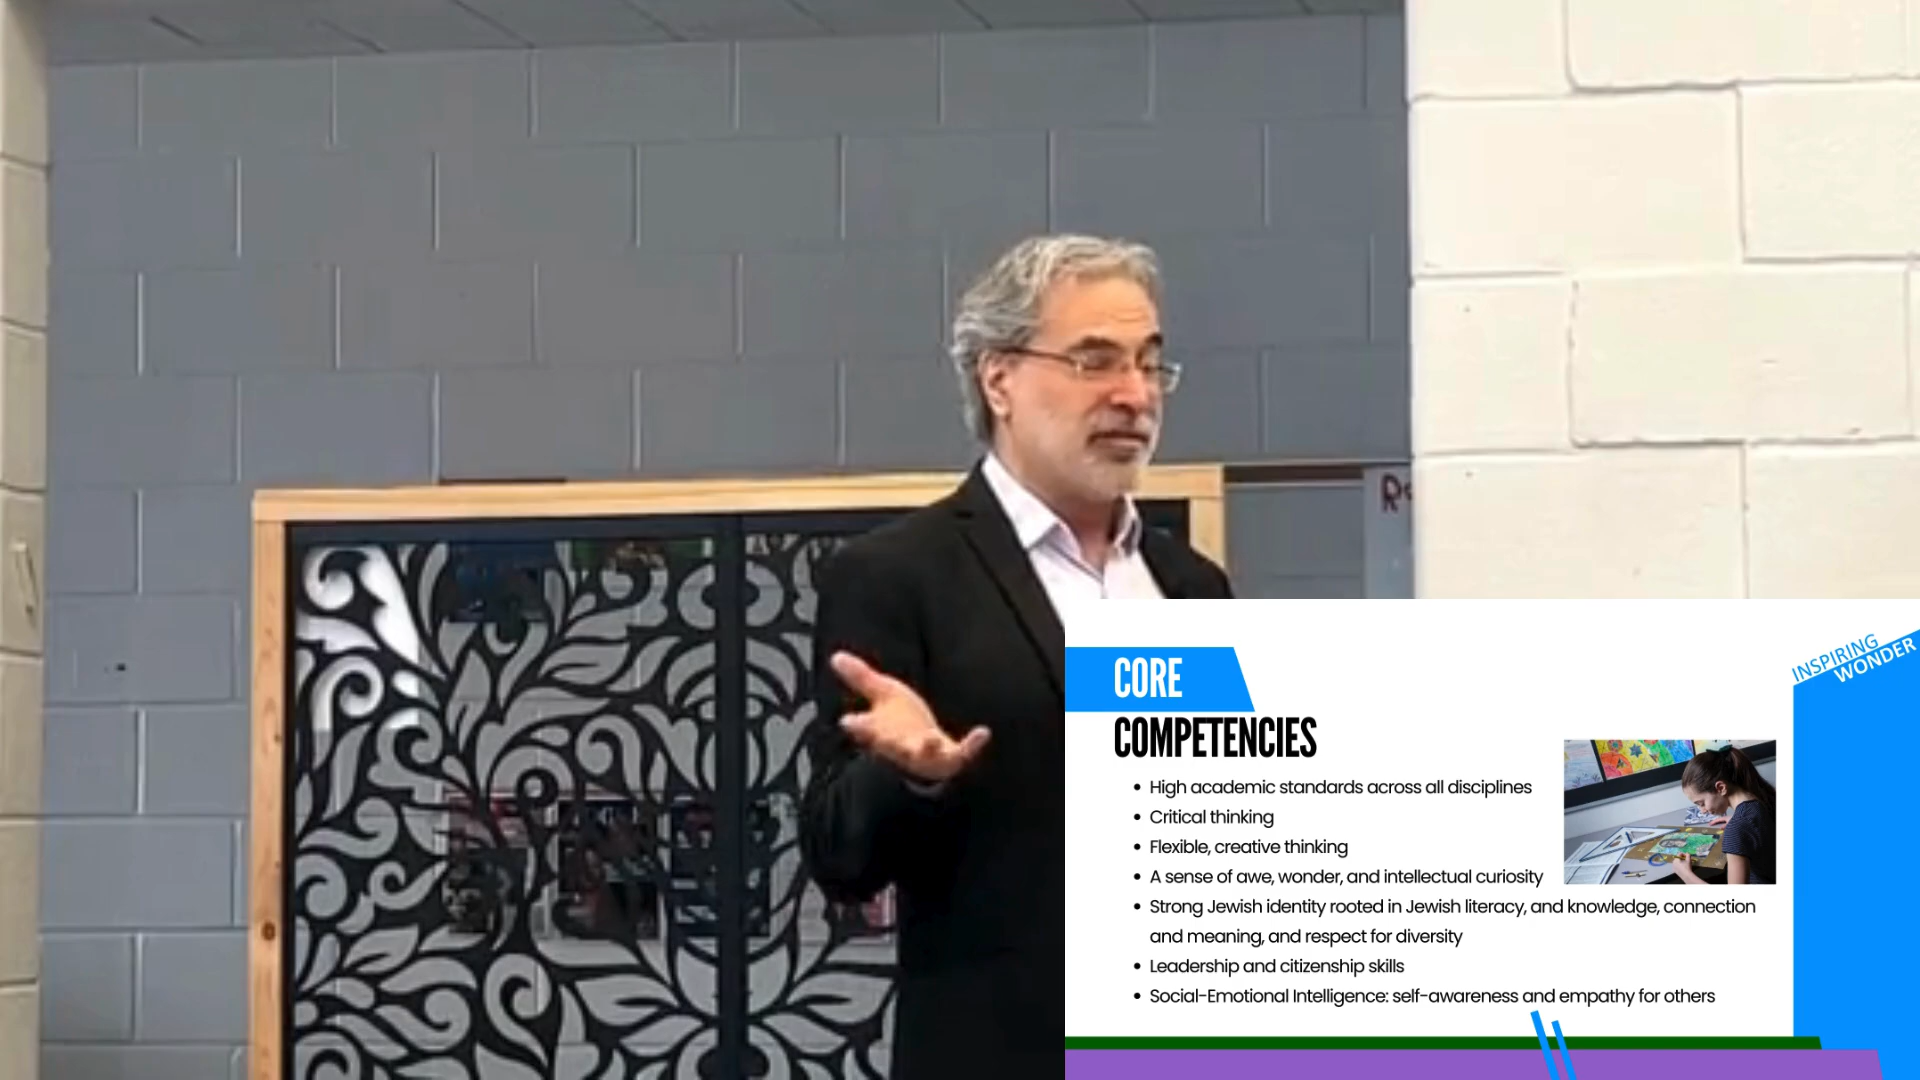 INSPIRING
WONDER
CORE
COMPETENCIES
• High academic standards across all disciplines
• Critical thinking
• Flexible, creative thinking
• A sense of awe, wonder, and intellectual curiosity
• Strong Jewish identity rooted in Jewish literacy, and knowledge, connection
and meaning, and respect for diversity
• Leadership and citizenship skills
• Social-Emotional Intelligence: self-awareness and empathy for others